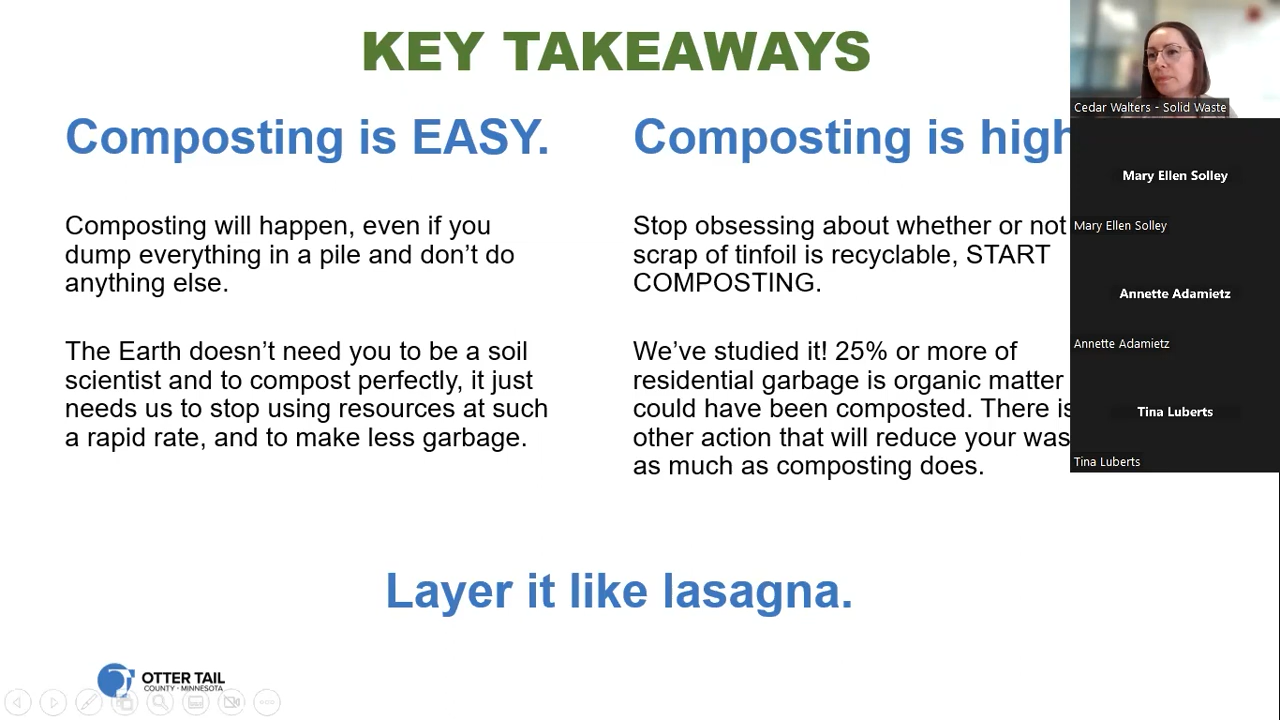 KEY TAKEAWAYS
Composting is EASY.
Composting will happen, even if you
dump everything in a pile and don’t do
anything else.
The Earth doesn’t need you to be a soil
scientist and to compost perfectly, it just
needs us to stop using resources at such
a rapid rate, and to make less garbage.
Composting is high
Stop obsessing about whether or not
scrap of tinfoil is recyclable, START
COMPOSTING.
We’ve studied it! 25% or more of
residential garbage is organic matter
could have been composted. There is
other action that will reduce your was
as much as composting does.
Layer it like lasagna.
OTTER TAIL
COUNTY · MINNESOTA
Cedar Walters - Solid Waste
Mary Ellen Solley
Mary Ellen Solley
Annette Adamietz
Annette Adamietz
Tina Luberts
Tina Luberts